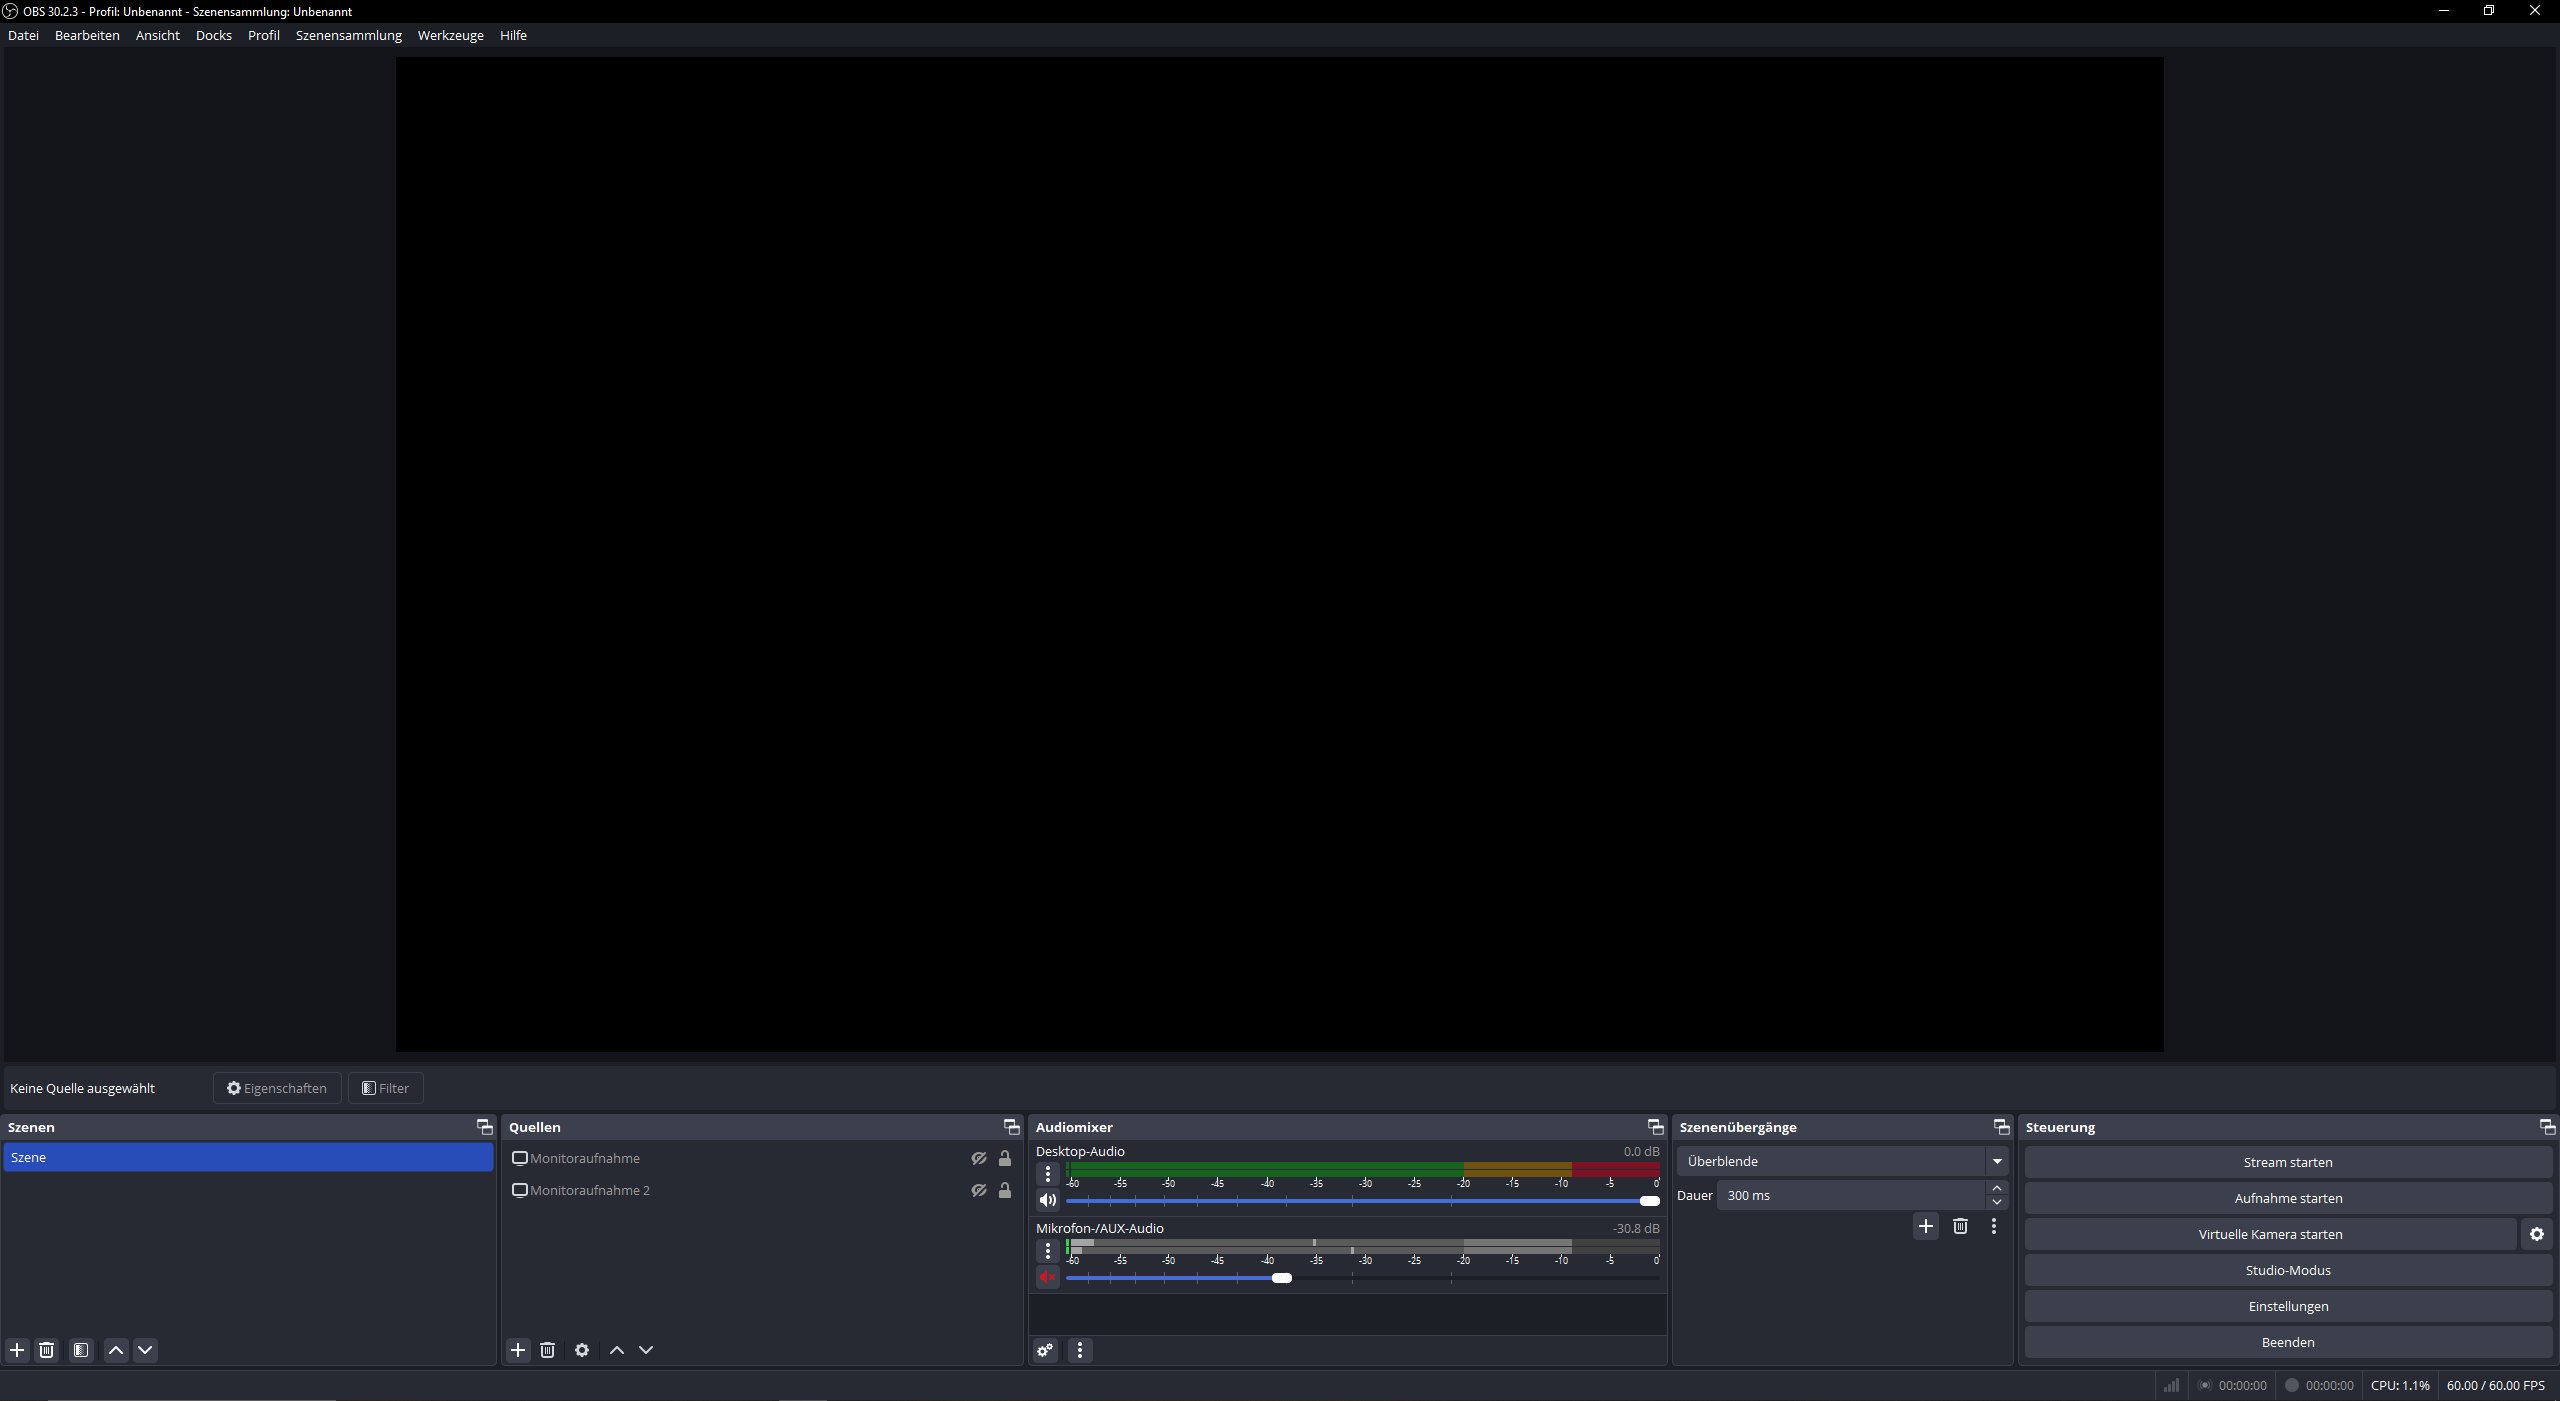 OBS 30.2.3 - Profil: Unbenannt - Szenensammlung: Unbenannt
Datei Bearbeiten Ansicht Docks Profil Szenensammlung Werkzeuge Hilfe
Keine Quelle ausgewählt Eigenschaften Filter
Szenen
Szene
Quellen
Monitoraufnahme
Monitoraufnahme 2
Audiomixer
Desktop-Audio 0.0 dB
-60 -55 -50 -45 -40 -35 -30 -25 -20 -15 -10 -5 0
Mikrofon-/AUX-Audio -30.8 dB
-60 -55 -50 -45 -40 -35 -30 -25 -20 -15 -10 -5 0
Szenenübergänge
Überblende
Dauer 300 ms
Steuerung
Stream starten
Aufnahme starten
Virtuelle Kamera starten
Studio-Modus
Einstellungen
Beenden
00:00:00 00:00:00 CPU: 1.1% 60.00 / 60.00 FPS